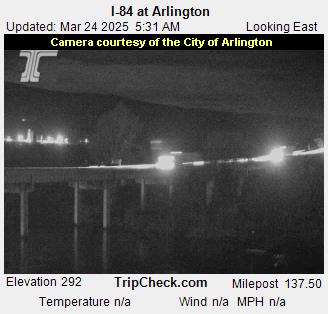 I-84 at Arlington
Updated: Mar 24 2025 5:31 AM Looking East
Camera courtesy of the City of Arlington
Elevation 292 TripCheck.com Milepost 137.50
Temperature n/a Wind n/a MPH n/a